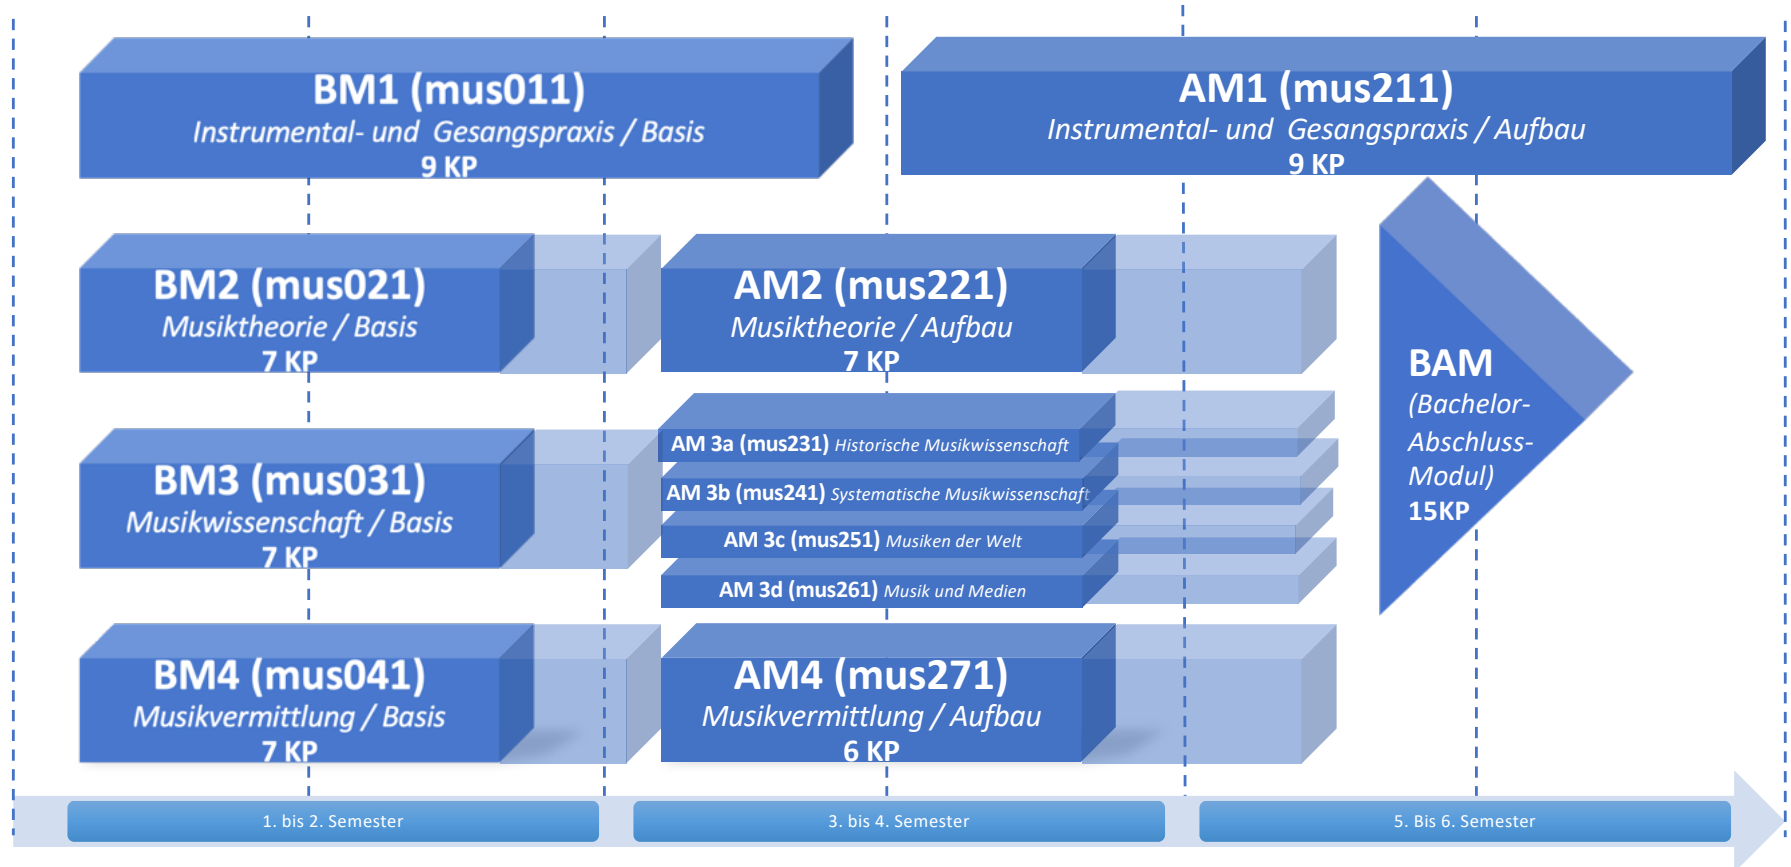 BM1 (mus011)
Instrumental- und Gesangspraxis / Basis
9 KP
AM1 (mus211)
Instrumental- und Gesangspraxis / Aufbau
9 KP
BM2 (mus021)
Musiktheorie / Basis
7 KP
AM2 (mus221)
Musiktheorie / Aufbau
7 KP
BAM
(Bachelor-
Abschluss-
Modul)
15KP
BM3 (mus031)
Musikwissenschaft / Basis
7 KP
AM 3a (mus231) Historische Musikwissenschaft
AM 3b (mus241) Systematische Musikwissenschaft
AM 3c (mus251) Musiken der Welt
AM 3d (mus261) Musik und Medien
BM4 (mus041)
Musikvermittlung / Basis
7 KP
AM4 (mus271)
Musikvermittlung / Aufbau
6 KP
1. bis 2. Semester
3. bis 4. Semester
5. Bis 6. Semester